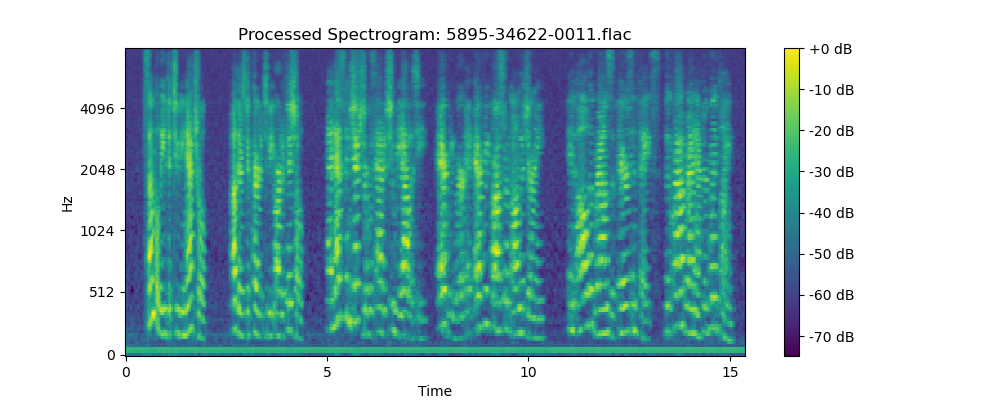 Processed Spectrogram: 5895-34622-0011.flac
Hz
4096
2048
1024
512
0
0 5 10 15
Time
+0 dB
-10 dB
-20 dB
-30 dB
-40 dB
-50 dB
-60 dB
-70 dB